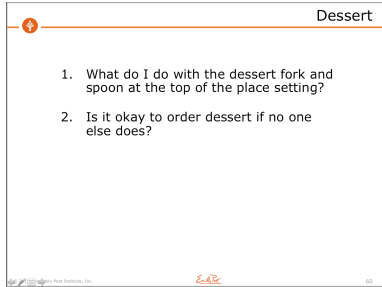 Dessert
1. What do I do with the dessert fork and
spoon at the top of the place setting?
2. Is it okay to order dessert if no one
else does?
Post Institute, Inc.
60